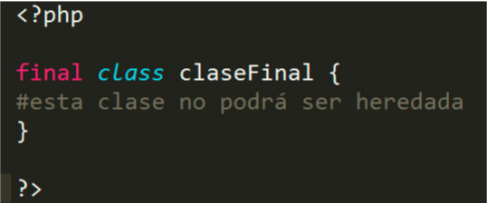 <?php
final class claseFinal {
#esta clase no podrá ser heredada
}
?>